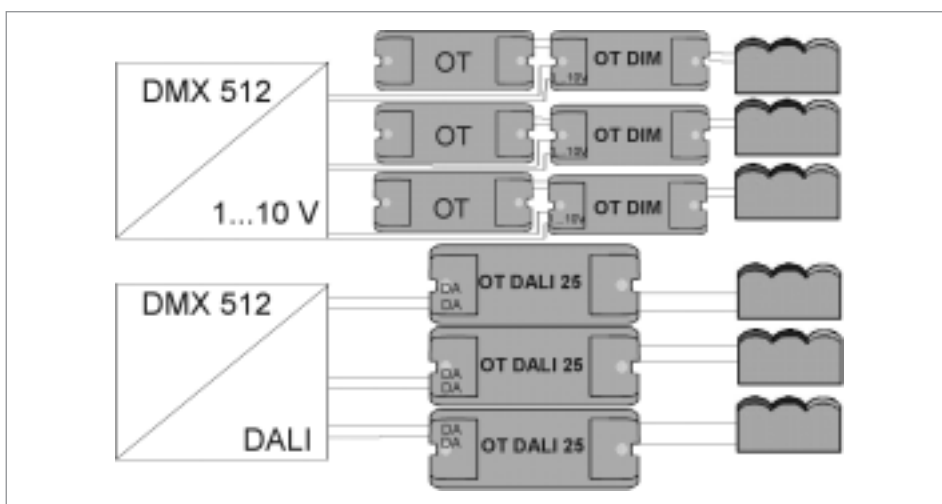 DMX 512
1...10 V
OT
OT DIM
1...10V
OT
OT DIM
1...10V
OT
OT DIM
1...10V
DMX 512
DALI
DA
DA
OT DALI 25
DA
DA
OT DALI 25
DA
DA
OT DALI 25